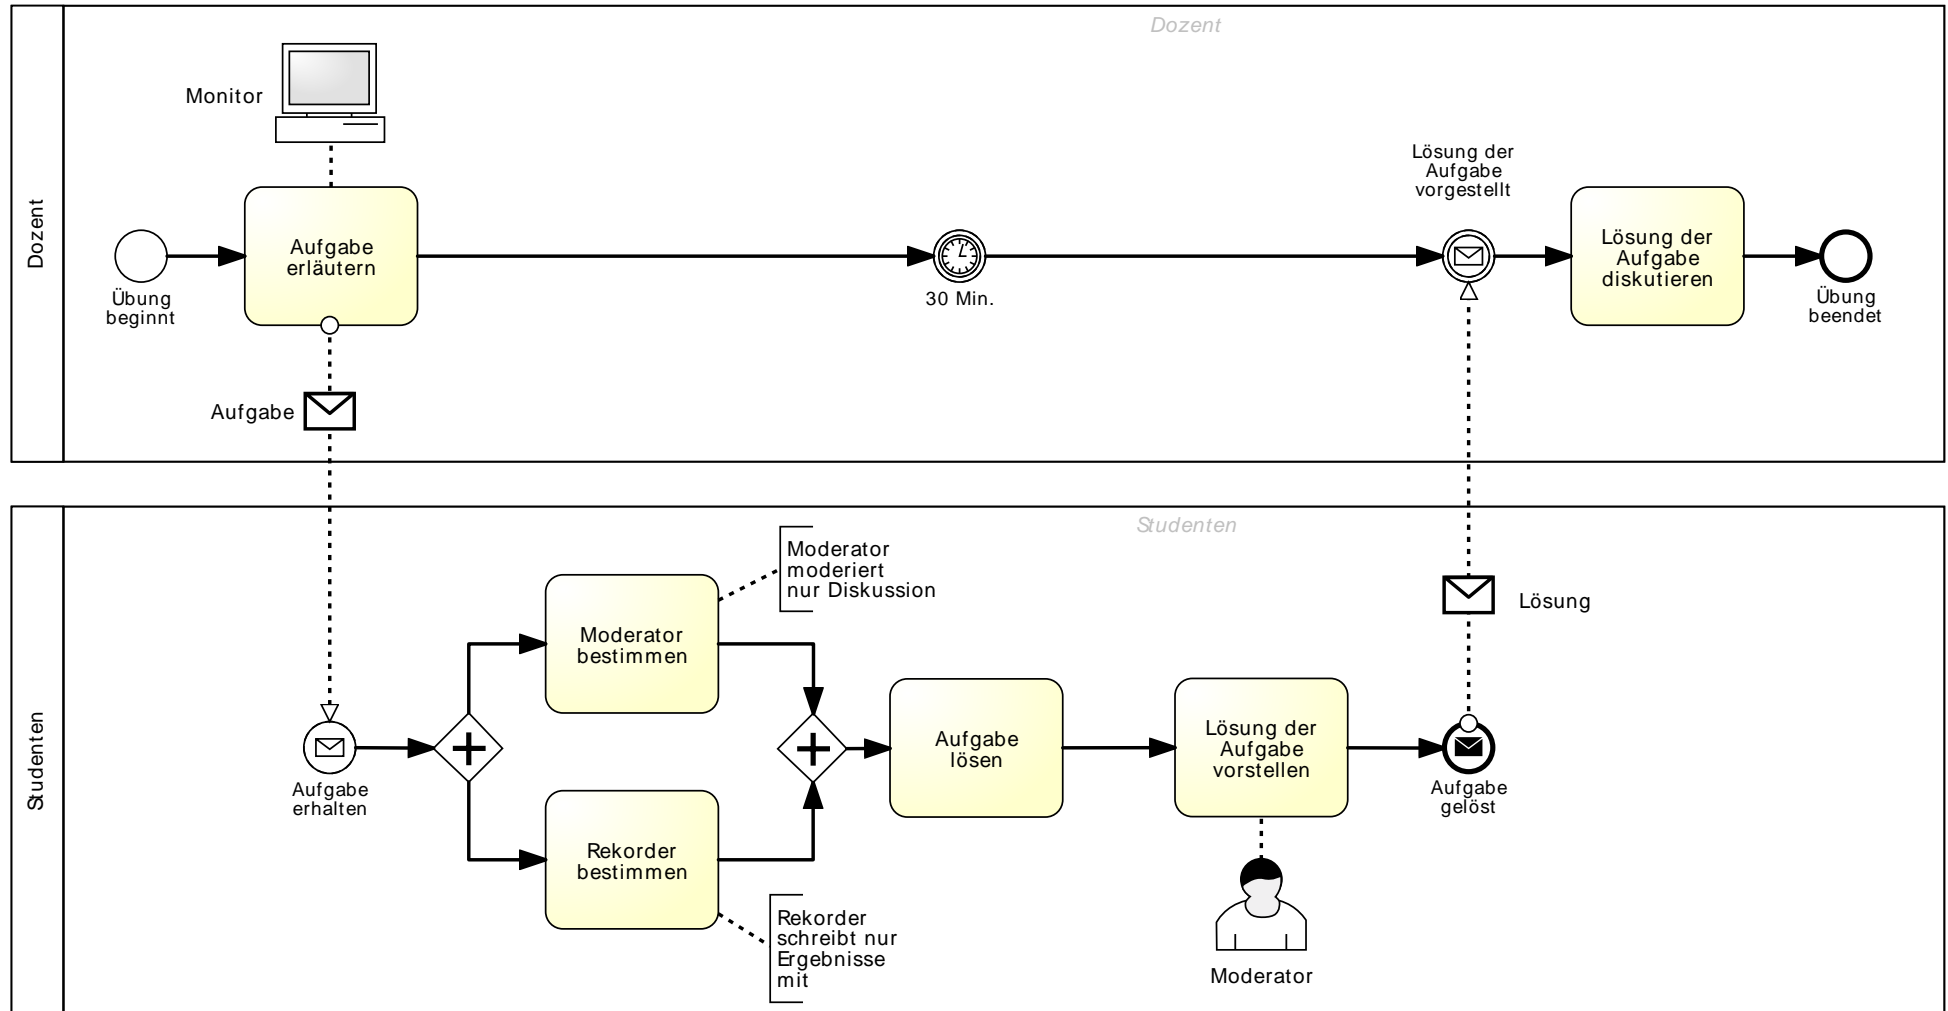 Dozent
Dozent
Monitor
Aufgabe
erläutern
Übung
beginnt
30 Min.
Lösung der
Aufgabe
vorgestellt
Lösung der
Aufgabe
diskutieren
Übung
beendet
Aufgabe
Studenten
Studenten
Moderator
moderiert
nur Diskussion
Moderator
bestimmen
Lösung
Aufgabe
erhalten
Aufgabe
lösen
Lösung der
Aufgabe
vorstellen
Aufgabe
gelöst
Rekorder
bestimmen
Rekorder
schreibt nur
Ergebnisse
mit
Moderator